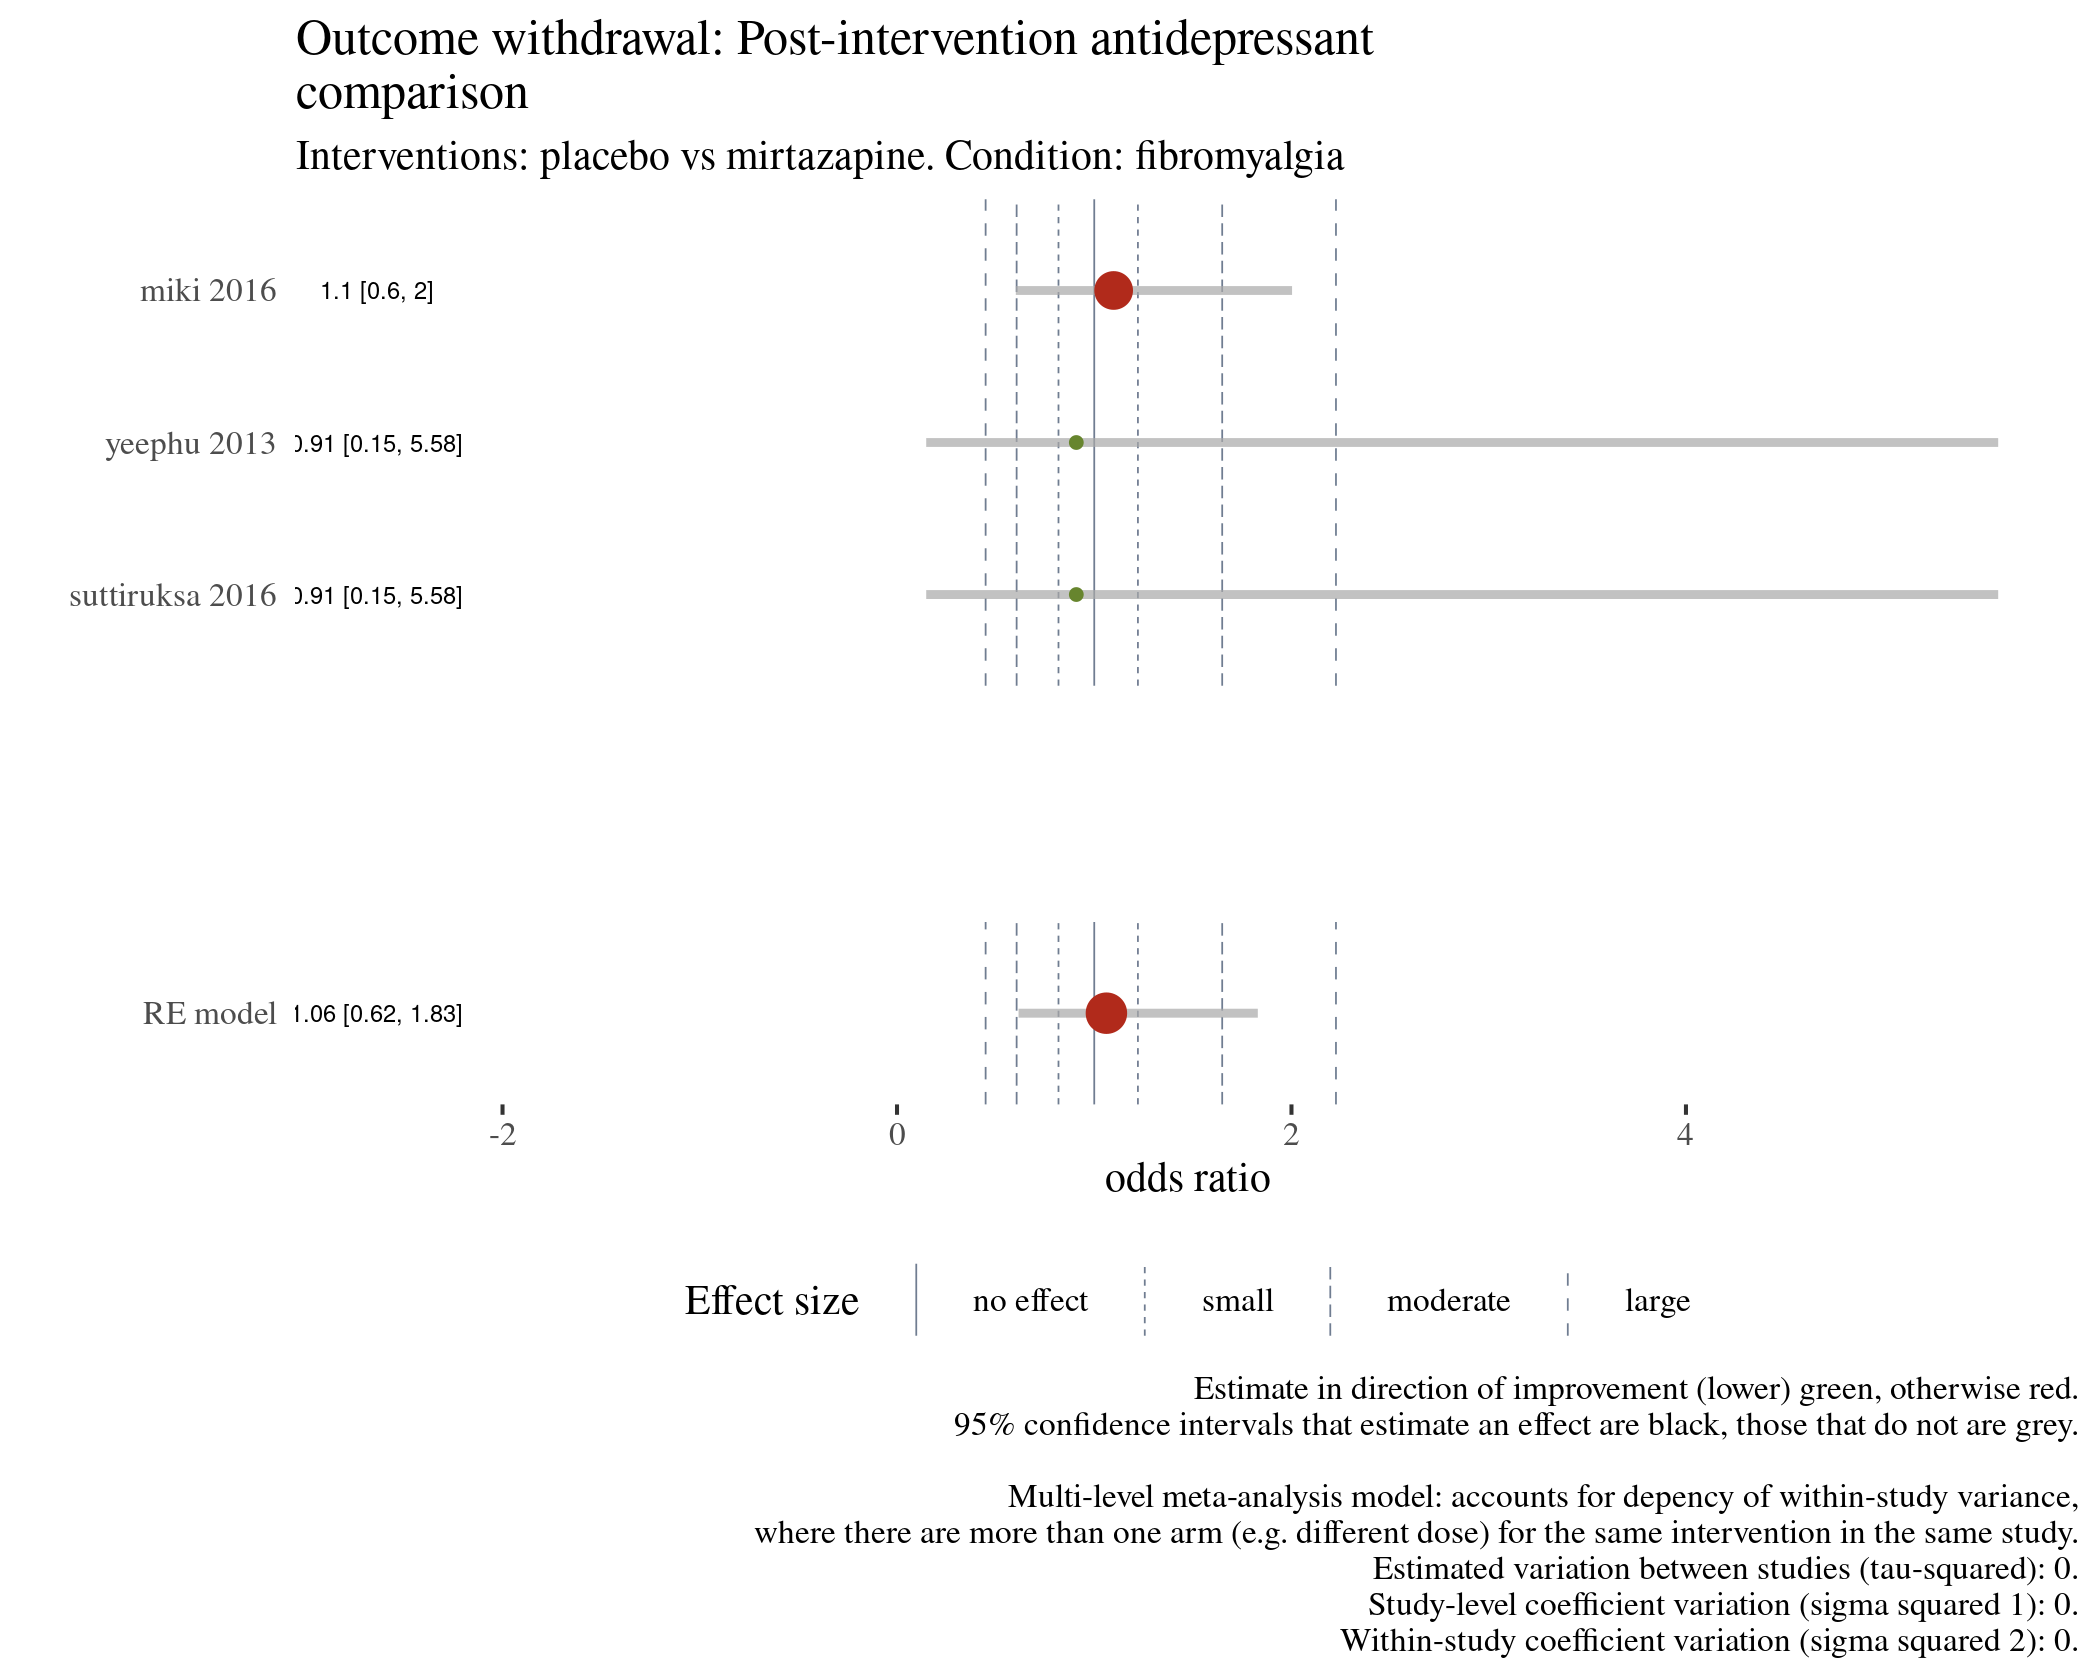 Outcome withdrawal: Post-intervention antidepressant
comparison
Interventions: placebo vs mirtazapine. Condition: fibromyalgia
miki 2016 1.1 [0.6, 2]
yeephu 2013 0.91 [0.15, 5.58]
suttiruksa 2016 0.91 [0.15, 5.58]
RE model 1.06 [0.62, 1.83]
-2 0 2 4
odds ratio
Effect size no effect small moderate large
Estimate in direction of improvement (lower) green, otherwise red.
95% confidence intervals that estimate an effect are black, those that do not are grey.
Multi-level meta-analysis model: accounts for depency of within-study variance,
where there are more than one arm (e.g. different dose) for the same intervention in the same study.
Estimated variation between studies (tau-squared): 0.
Study-level coefficient variation (sigma squared 1): 0.
Within-study coefficient variation (sigma squared 2): 0.